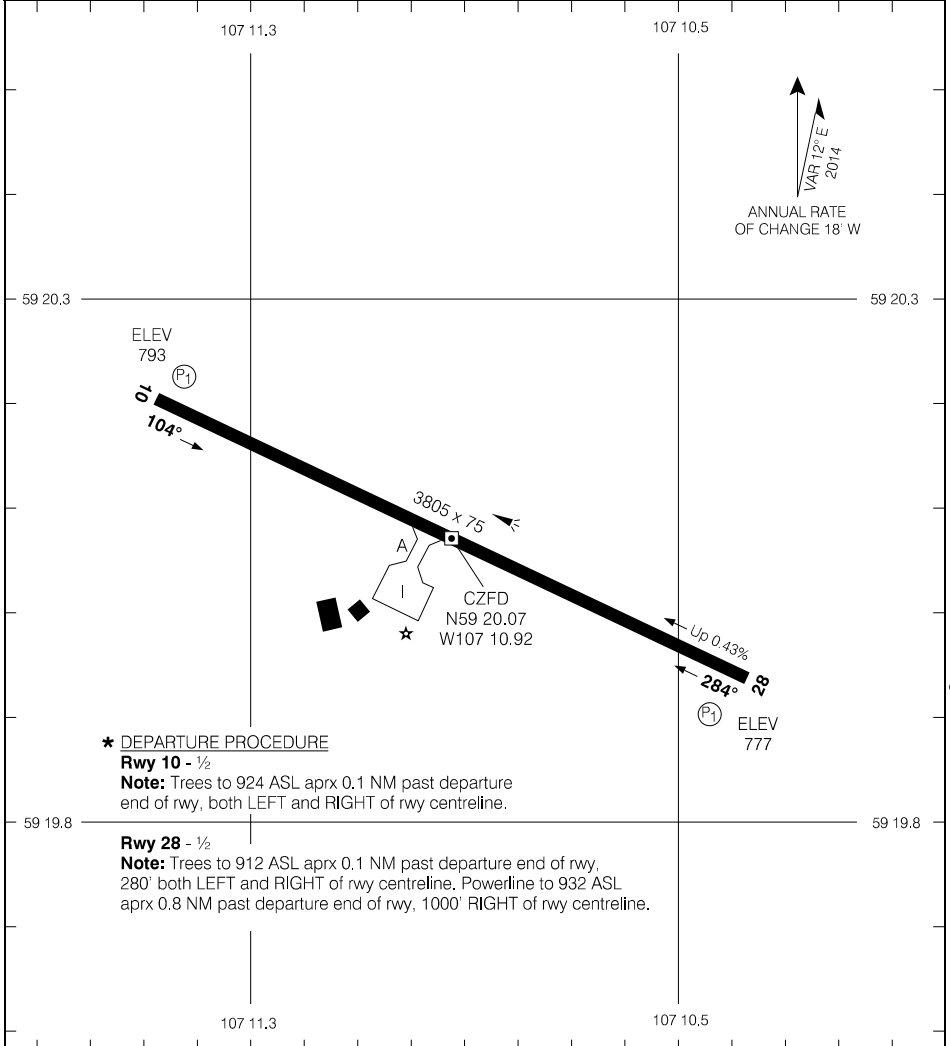 107 11.3
107 10.5
VAR 12° E
2014
ANNUAL RATE
OF CHANGE 18' W
59 20.3
59 20.3
ELEV
793
P1
10
104°
3805 x 75
A
I
CZFD
N59 20.07
W107 10.92
Up 0.43%
284°
28
P1
ELEV
777
* DEPARTURE PROCEDURE
Rwy 10 - ½
Note: Trees to 924 ASL aprx 0.1 NM past departure
end of rwy, both LEFT and RIGHT of rwy centreline.
59 19.8
59 19.8
Rwy 28 - ½
Note: Trees to 912 ASL aprx 0.1 NM past departure end of rwy,
280' both LEFT and RIGHT of rwy centreline. Powerline to 932 ASL
aprx 0.8 NM past departure end of rwy, 1000' RIGHT of rwy centreline.
107 11.3
107 10.5